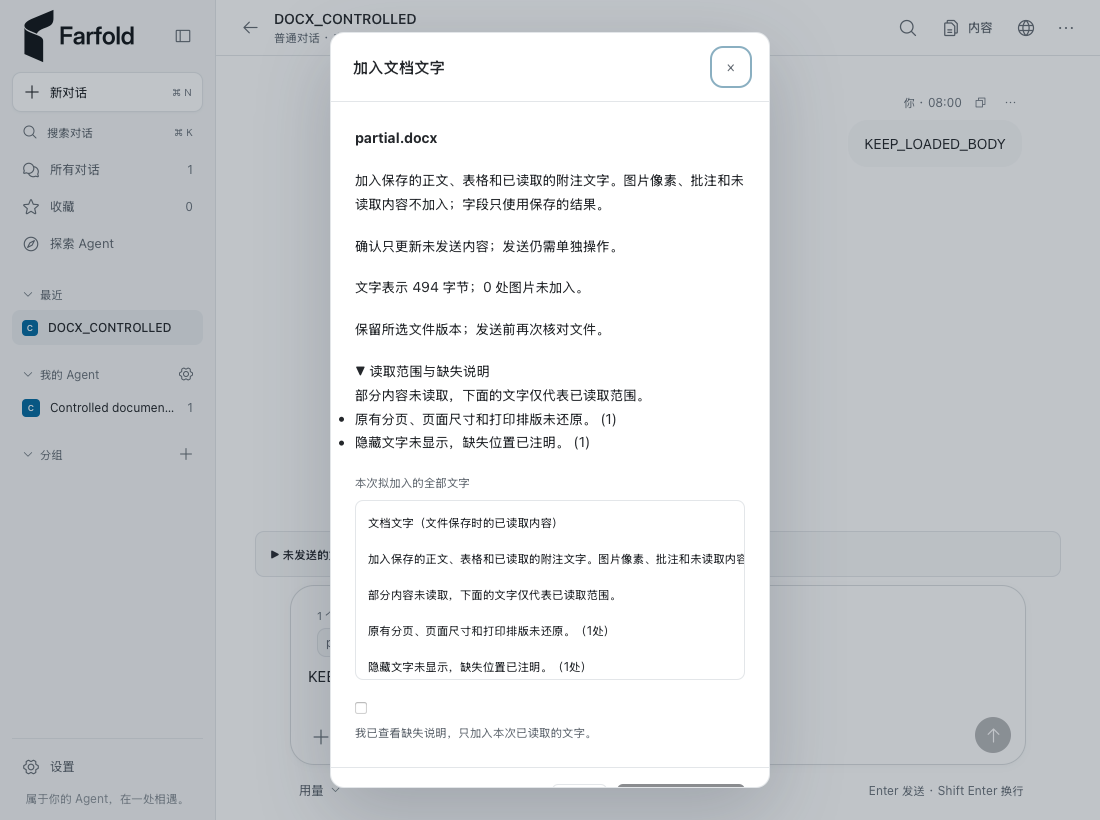 Farfold
新对话
⌘ N
搜索对话
⌘ K
所有对话
1
收藏
0
探索 Agent
最近
C
DOCX_CONTROLLED
我的 Agent
C
Controlled documen...
1
分组
设置
属于你的 Agent，在一处相遇。
DOCX_CONTROLLED
普通对话 ·
内容
你 · 08:00
KEEP_LOADED_BODY
加入文档文字
×
partial.docx
加入保存的正文、表格和已读取的附注文字。图片像素、批注和未
读取内容不加入；字段只使用保存的结果。
确认只更新未发送内容；发送仍需单独操作。
文字表示 494 字节；0 处图片未加入。
保留所选文件版本；发送前再次核对文件。
▼ 读取范围与缺失说明
部分内容未读取，下面的文字仅代表已读取范围。
• 原有分页、页面尺寸和打印排版未还原。 (1)
• 隐藏文字未显示，缺失位置已注明。 (1)
本次拟加入的全部文字
文档文字（文件保存时的已读取内容）
加入保存的正文、表格和已读取的附注文字。图片像素、批注和未读取内容
部分内容未读取，下面的文字仅代表已读取范围。
原有分页、页面尺寸和打印排版未还原。（1处）
隐藏文字未显示，缺失位置已注明。（1处）
我已查看缺失说明，只加入本次已读取的文字。
▶ 未发送的
1
KEE
用量
Enter 发送 · Shift Enter 换行